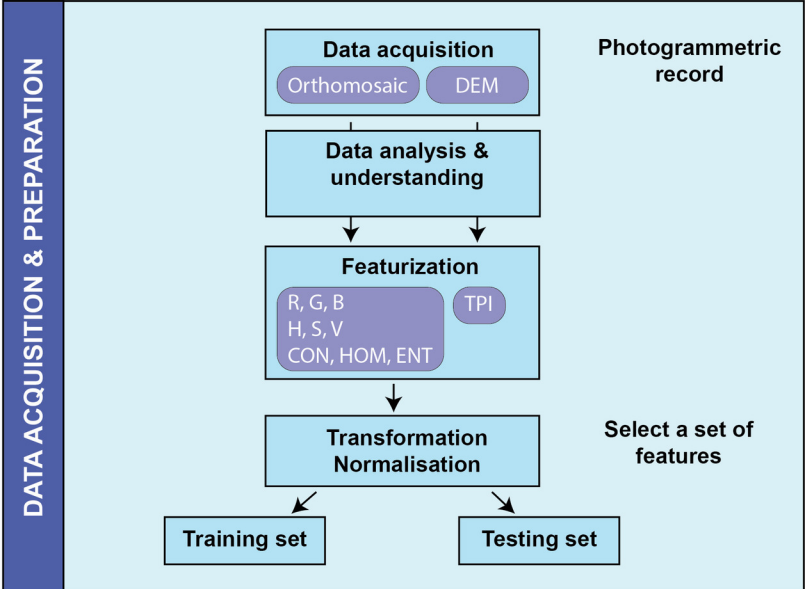 DATA ACQUISITION & PREPARATION
Data acquisition
Orthomosaic
DEM
Photogrammetric
record
Data analysis &
understanding
Featurization
R, G, B
H, S, V
CON, HOM, ENT
TPI
Transformation
Normalisation
Select a set of
features
Training set
Testing set